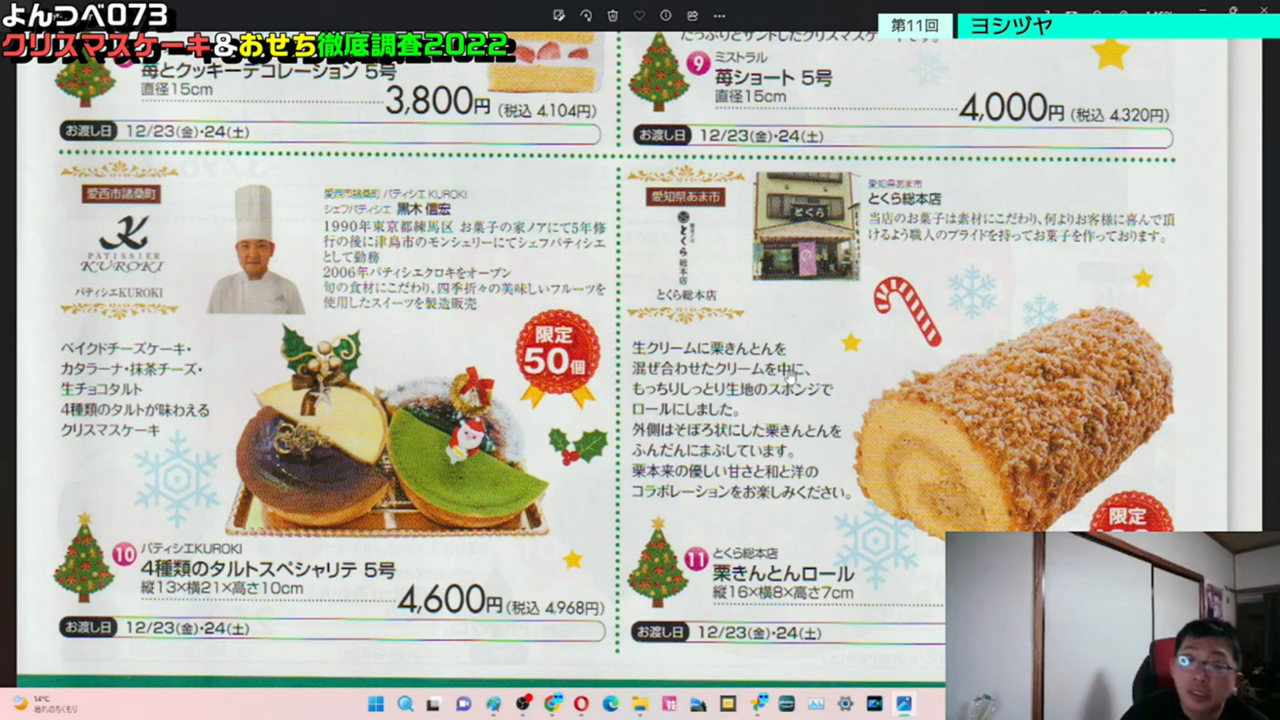 よんつべ073
クリスマスケーキ&おせち徹底調査2022
第11回
ヨシヅヤ
苺とクッキーデコレーション 5号
直径15cm
3,800円(税込 4,104円)
お渡し日 12/23(金)・24(土)
9 ミストラル
苺ショート 5号
直径15cm
4,000円(税込 4,320円)
お渡し日 12/23(金)・24(土)
愛西市諸桑町
K
PÂTISSIER
KUROKI
パティシエKUROKI
愛西市諸桑町 パティシエ KUROKI
シェフパティシエ 黒木 信宏
1990年東京都練馬区 お菓子の家ノアにて5年修
行の後に津島市のモンシェリーにてシェフパティシエ
として勤務
2006年パティシエクロキをオープン
旬の食材にこだわり、四季折々の美味しいフルーツを
使用したスイーツを製造販売
ベイクドチーズケーキ・
カタラーナ・抹茶チーズ・
生チョコタルト
4種類のタルトが味わえる
クリスマスケーキ
限定
50個
10 パティシエKUROKI
4種類のタルトスペシャリテ 5号
縦13×横21×高さ10cm
4,600円(税込 4,968円)
お渡し日 12/23(金)・24(土)
愛知県あま市
とくら総本店
とくら総本店
とくら
愛知県あま市
とくら総本店
当店のお菓子は素材にこだわり、何よりお客様に喜んで頂
けるよう職人のプライドを持ってお菓子を作っております。
生クリームに栗きんとんを
混ぜ合わせたクリームを中に、
もっちりしっとり生地のスポンジで
ロールにしました。
外側はそぼろ状にした栗きんとんを
ふんだんにまぶしています。
栗本来の優しい甘さと和と洋の
コラボレーションをお楽しみください。
限定
11 とくら総本店
栗きんとんロール
縦16×横8×高さ7cm
お渡し日 12/23(金)・24(土)
14°C
晴れのちくもり